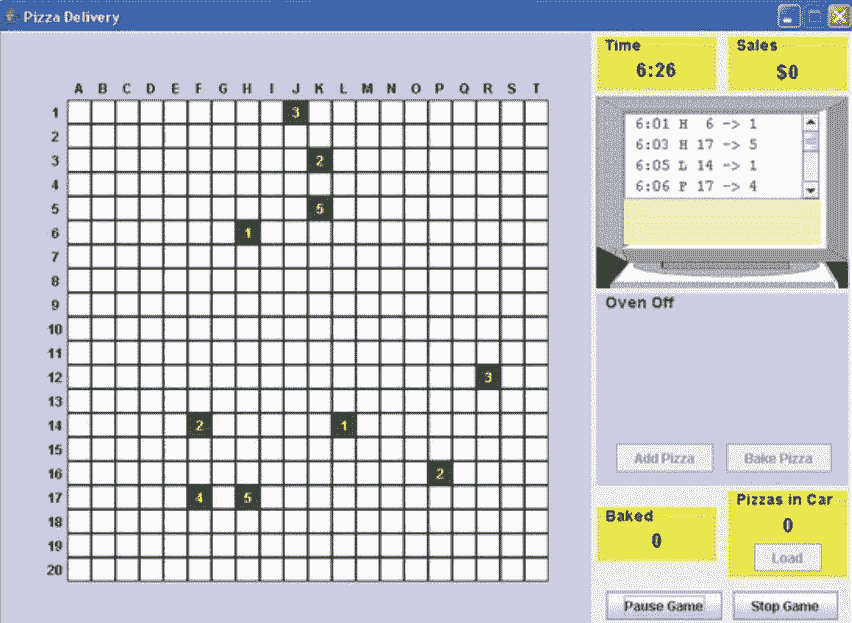 Pizza Delivery
Time
6:26
Sales
$0
6:01 H 6 -> 1
6:03 H 17 -> 5
6:05 L 14 -> 1
6:06 F 17 -> 4
A B C D E F G H I J K L M N O P Q R S T
1 3
2
3 2
4
5 5
6 1
7
8
9
10
11
12 3
13
14 2 1
15
16 2
17 4 5
18
19
20
Oven Off
Add Pizza
Bake Pizza
Baked
0
Pizzas in Car
0
Load
Pause Game
Stop Game